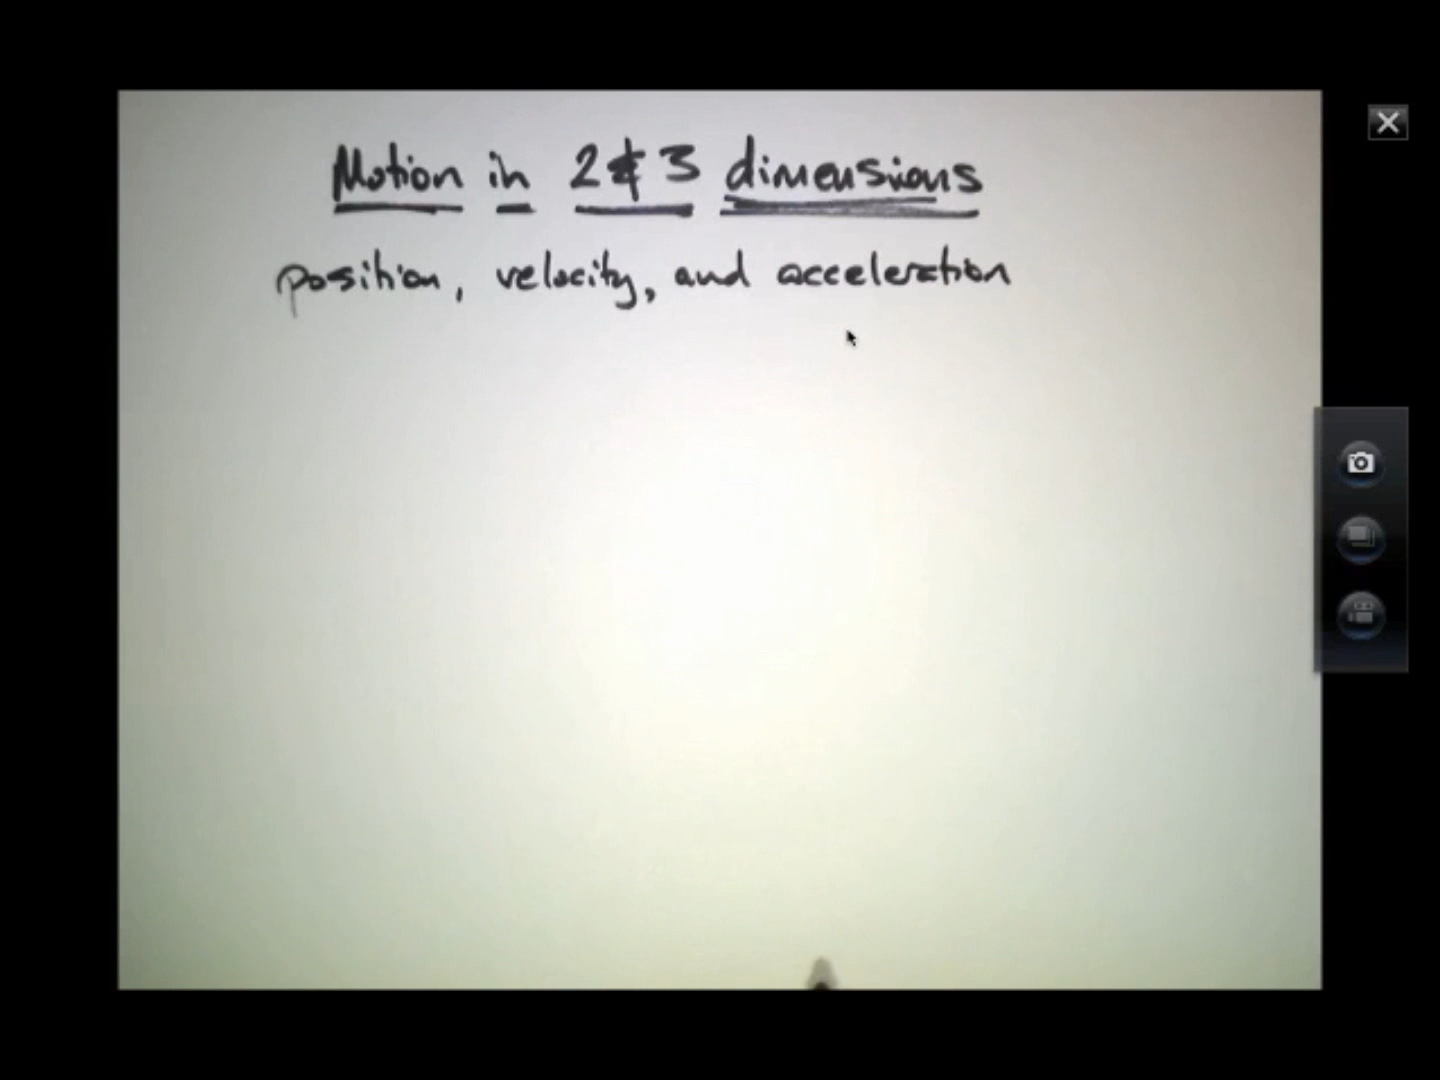 Motion in 2 & 3 dimensions
position, velocity, and acceleration